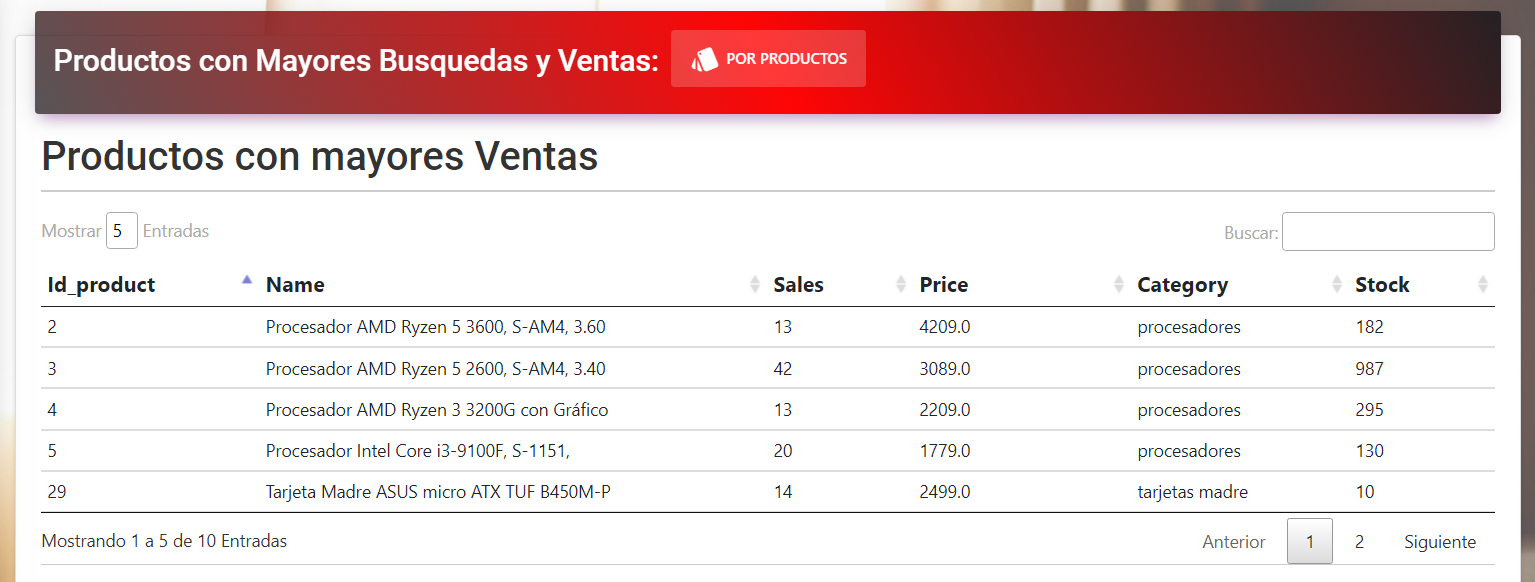 Productos con Mayores Busquedas y Ventas: POR PRODUCTOS
Productos con mayores Ventas
Mostrar 5 Entradas Buscar:
Id_product Name Sales Price Category Stock
2 Procesador AMD Ryzen 5 3600, S-AM4, 3.60 13 4209.0 procesadores 182
3 Procesador AMD Ryzen 5 2600, S-AM4, 3.40 42 3089.0 procesadores 987
4 Procesador AMD Ryzen 3 3200G con Gráfico 13 2209.0 procesadores 295
5 Procesador Intel Core i3-9100F, S-1151, 20 1779.0 procesadores 130
29 Tarjeta Madre ASUS micro ATX TUF B450M-P 14 2499.0 tarjetas madre 10
Mostrando 1 a 5 de 10 Entradas Anterior 1 2 Siguiente